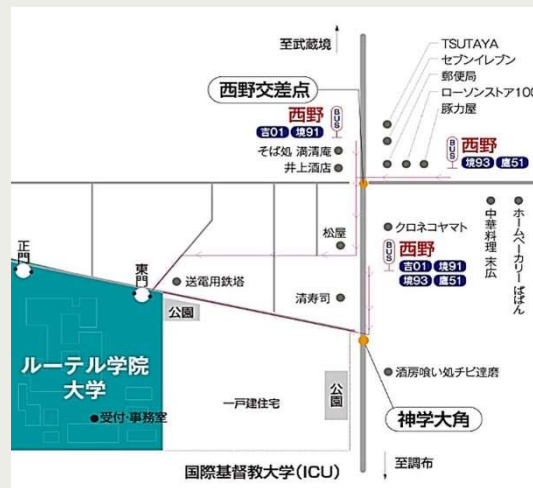 至武蔵境
TSUTAYA
セブンイレブン
郵便局
ローソンストア100
豚力屋
西野交差点
BUS
西野
吉01 境91
そば処 満清庵
井上酒店
BUS
西野
境93 鷹51
松屋
クロネコヤマト
中華料理 末広
ホームベーカリー ぱぱん
BUS
西野
吉01 境91
境93 鷹51
正門
東門
送電用鉄塔
公園
清寿司
ルーテル学院
大学
受付・事務室
一戸建住宅
公園
酒房喰い処チビ達磨
神学大角
国際基督教大学(ICU)
至調布